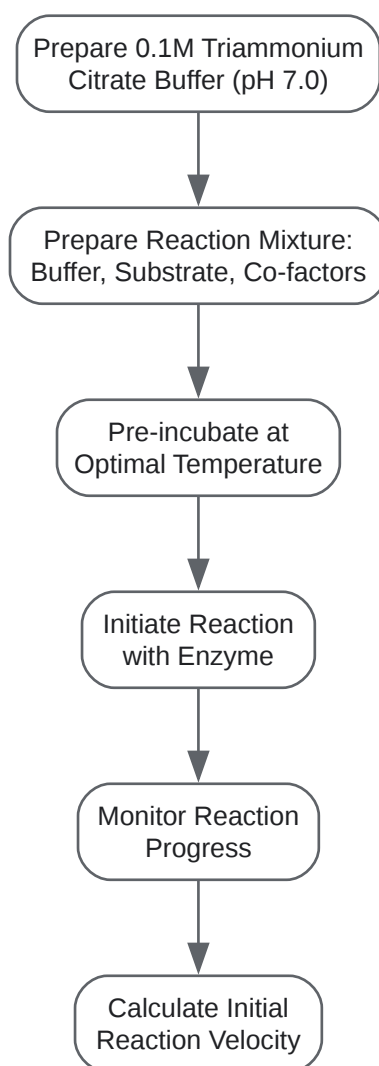 Prepare 0.1M Triammonium
Citrate Buffer (pH 7.0)
Prepare Reaction Mixture:
Buffer, Substrate, Co-factors
Pre-incubate at
Optimal Temperature
Initiate Reaction
with Enzyme
Monitor Reaction
Progress
Calculate Initial
Reaction Velocity